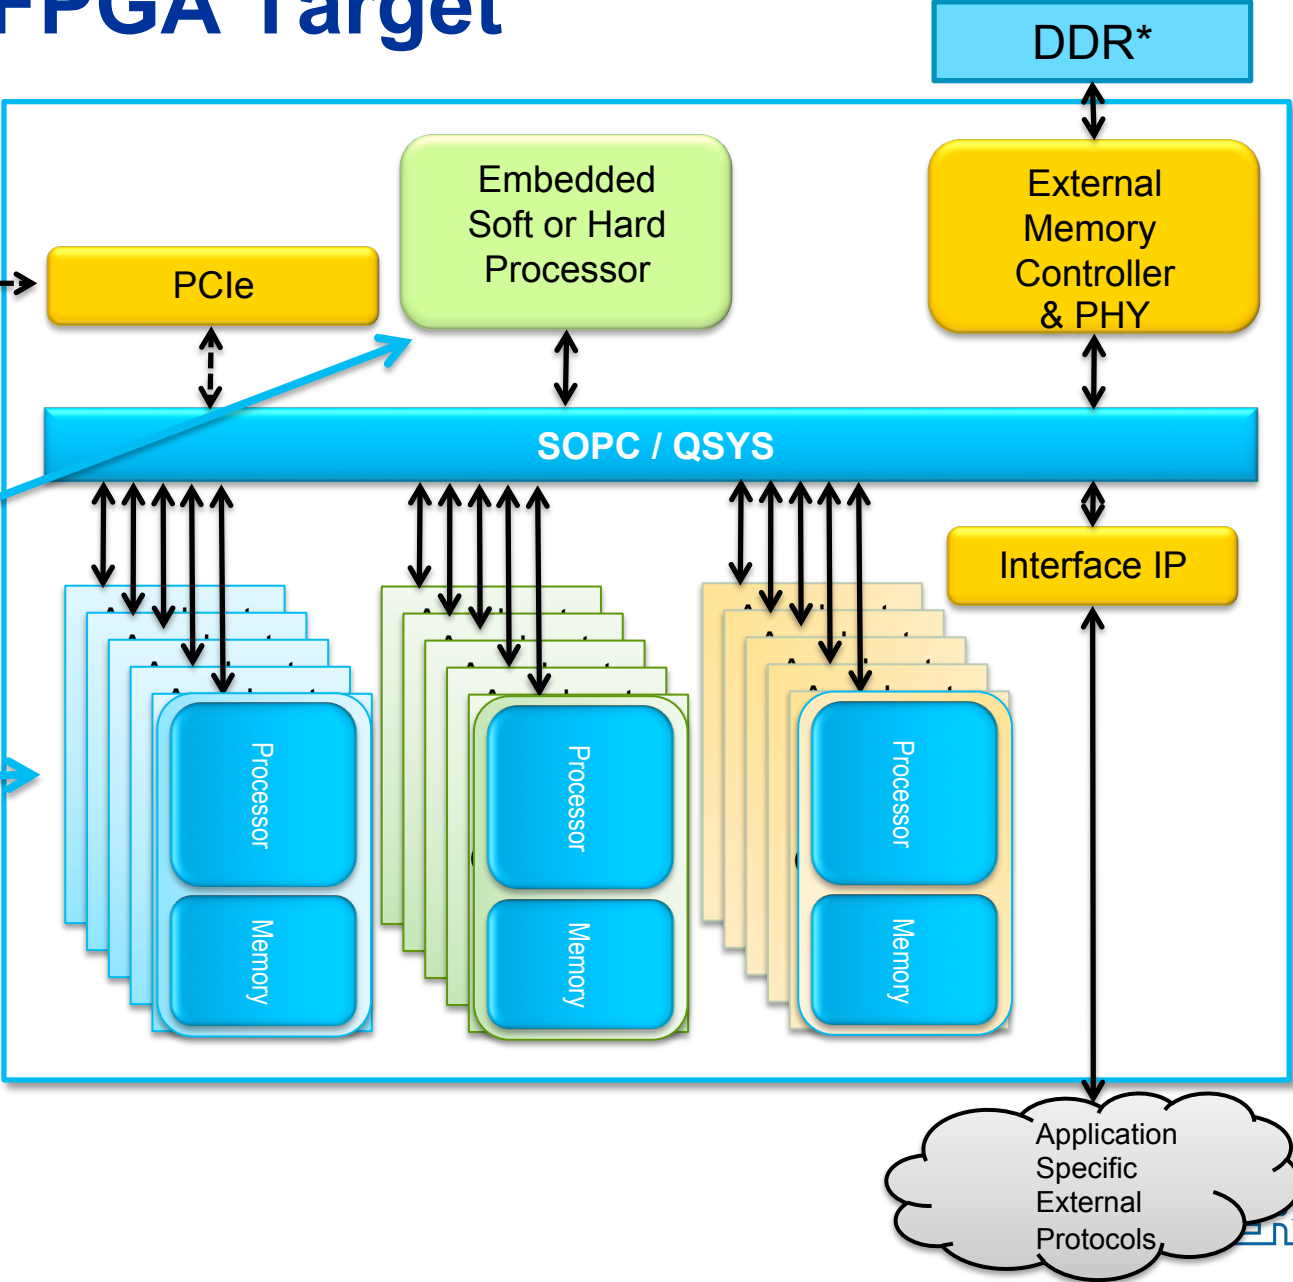 FPGA Target
DDR*
Embedded
Soft or Hard
Processor
External
Memory
Controller
& PHY
PCIe
SOPC / QSYS
Interface IP
Processor
Memory
Processor
Memory
Processor
Memory
Application
Specific
External
Protocols